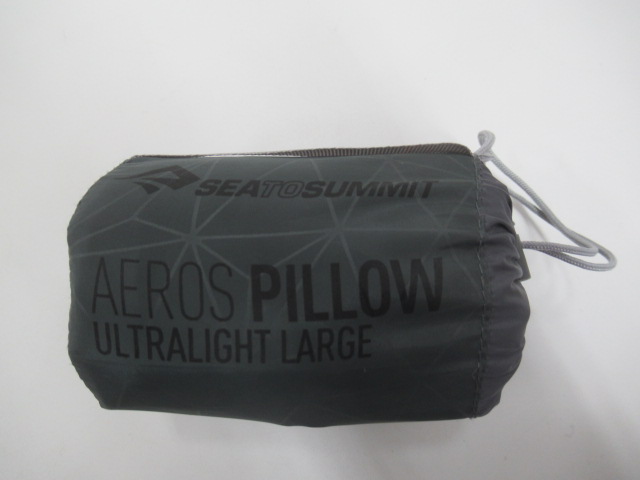 SEATOSUMMIT
AEROS PILLOW
ULTRALIGHT LARGE